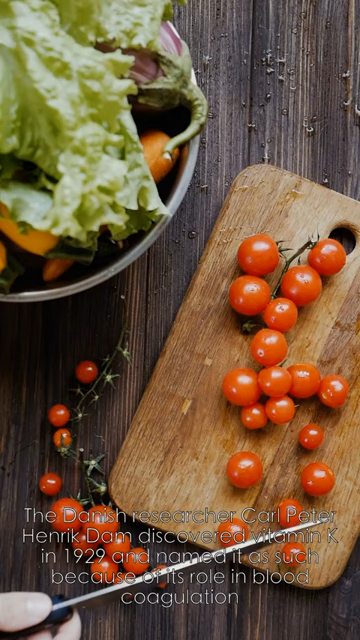 The Danish researcher Carl Peter
Henrik Dam discovered vitamin K
in 1929 and named it as such
because of its role in blood
coagulation